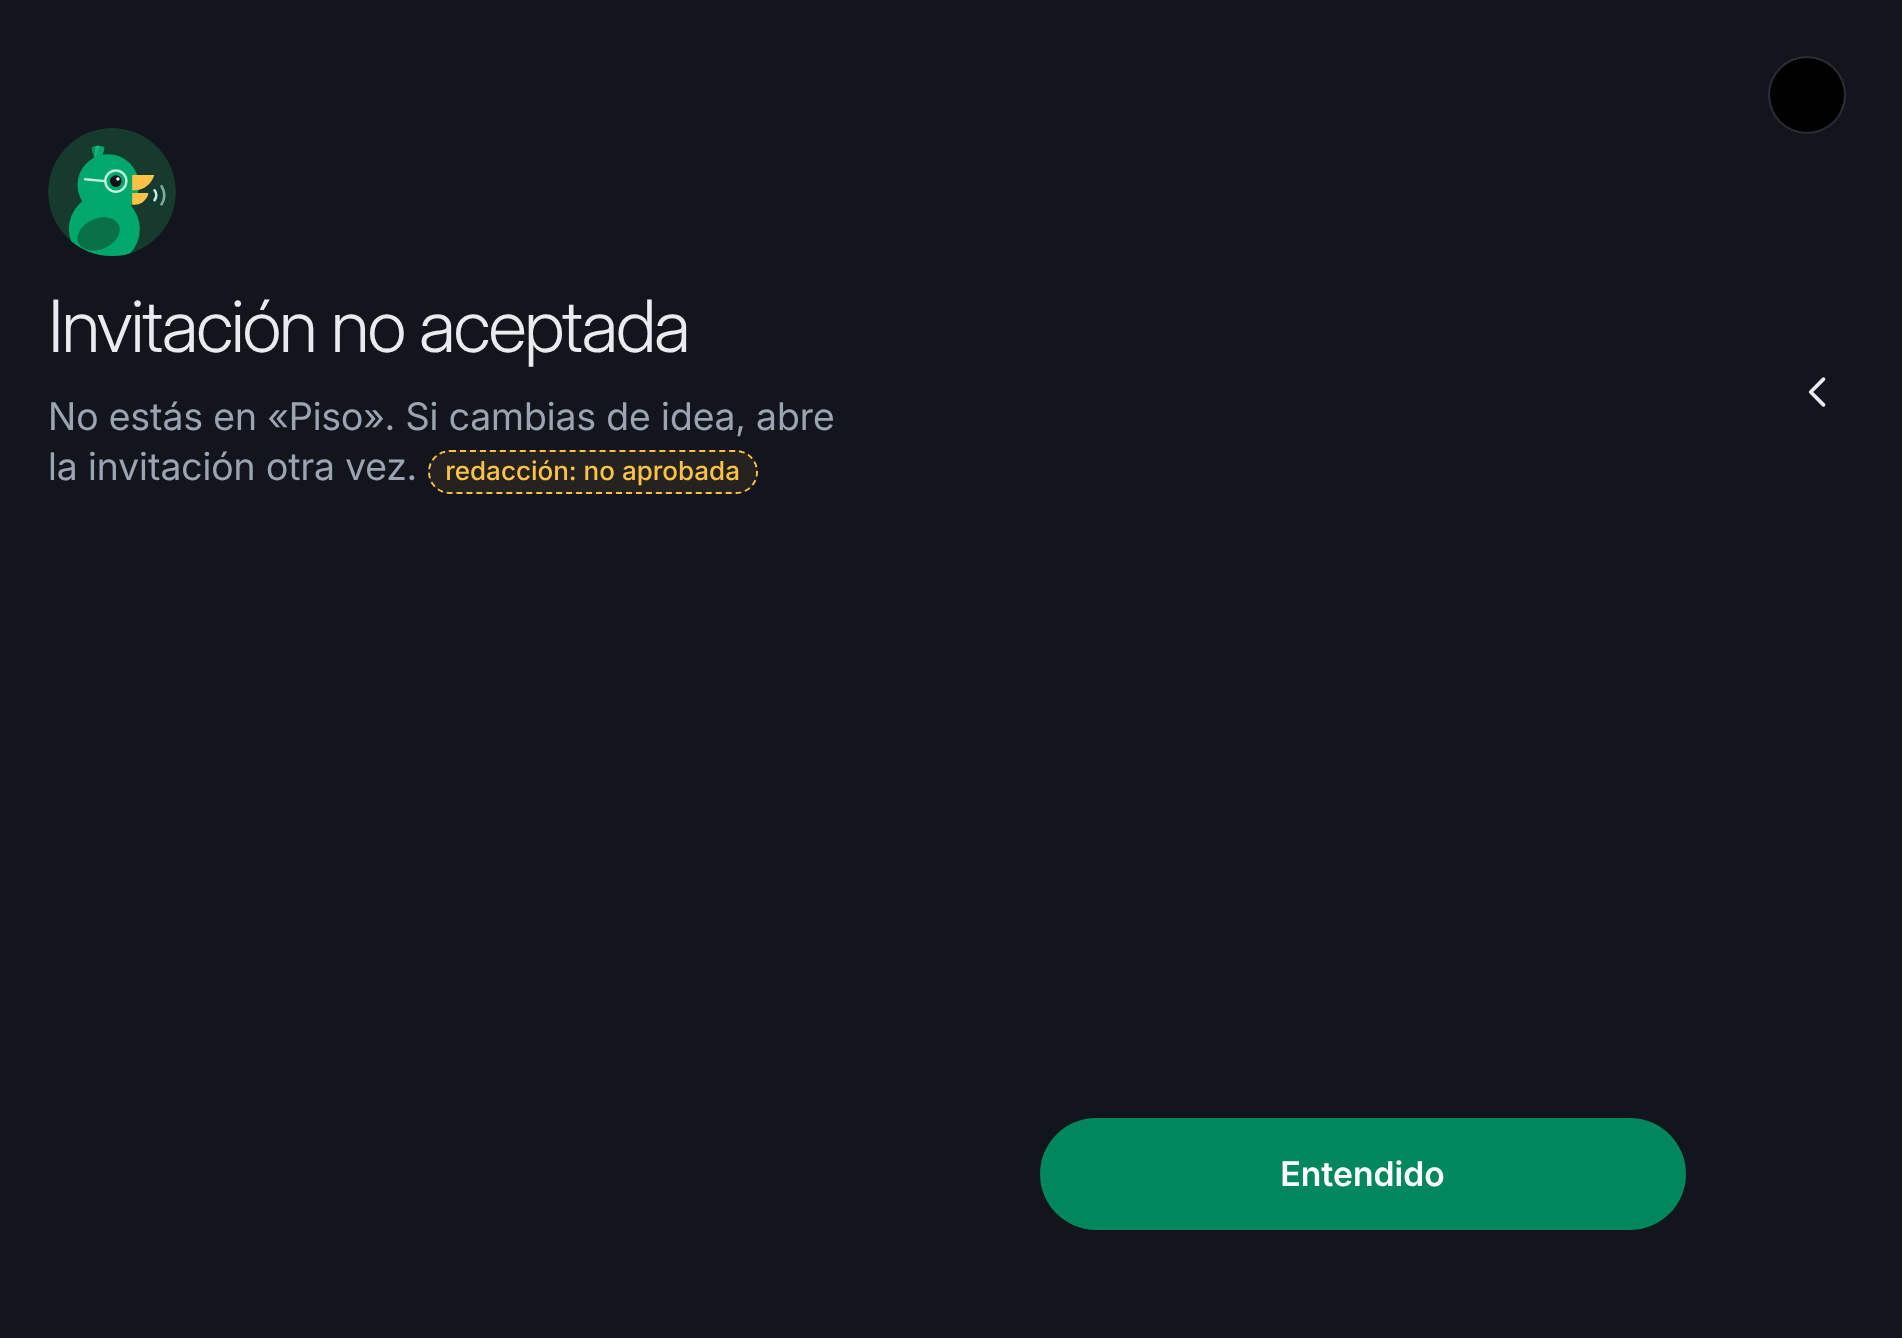 Invitación no aceptada
No estás en «Piso». Si cambias de idea, abre
la invitación otra vez. redacción: no aprobada
Entendido